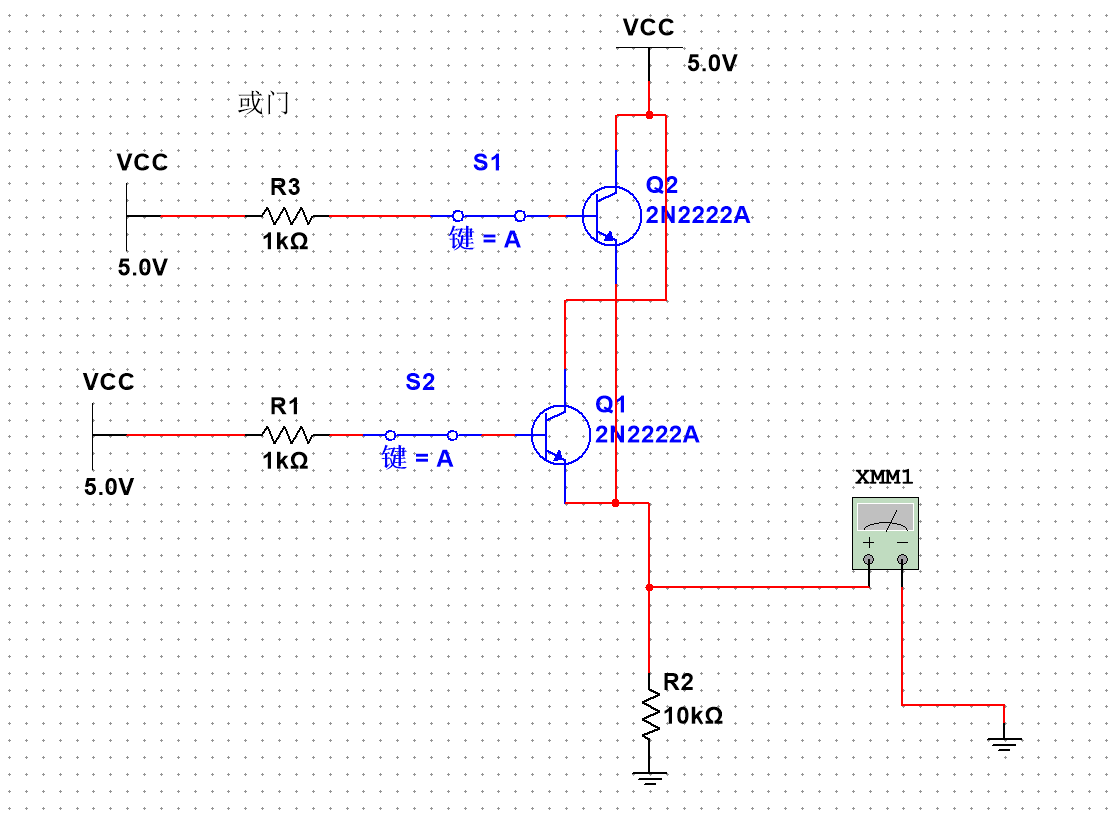 VCC
5.0V
或门
VCC
S1
R3
Q2
2N2222A
1kΩ
键 = A
5.0V
VCC
S2
R1
Q1
2N2222A
1kΩ
键 = A
5.0V
XMM1
+ −
R2
10kΩ